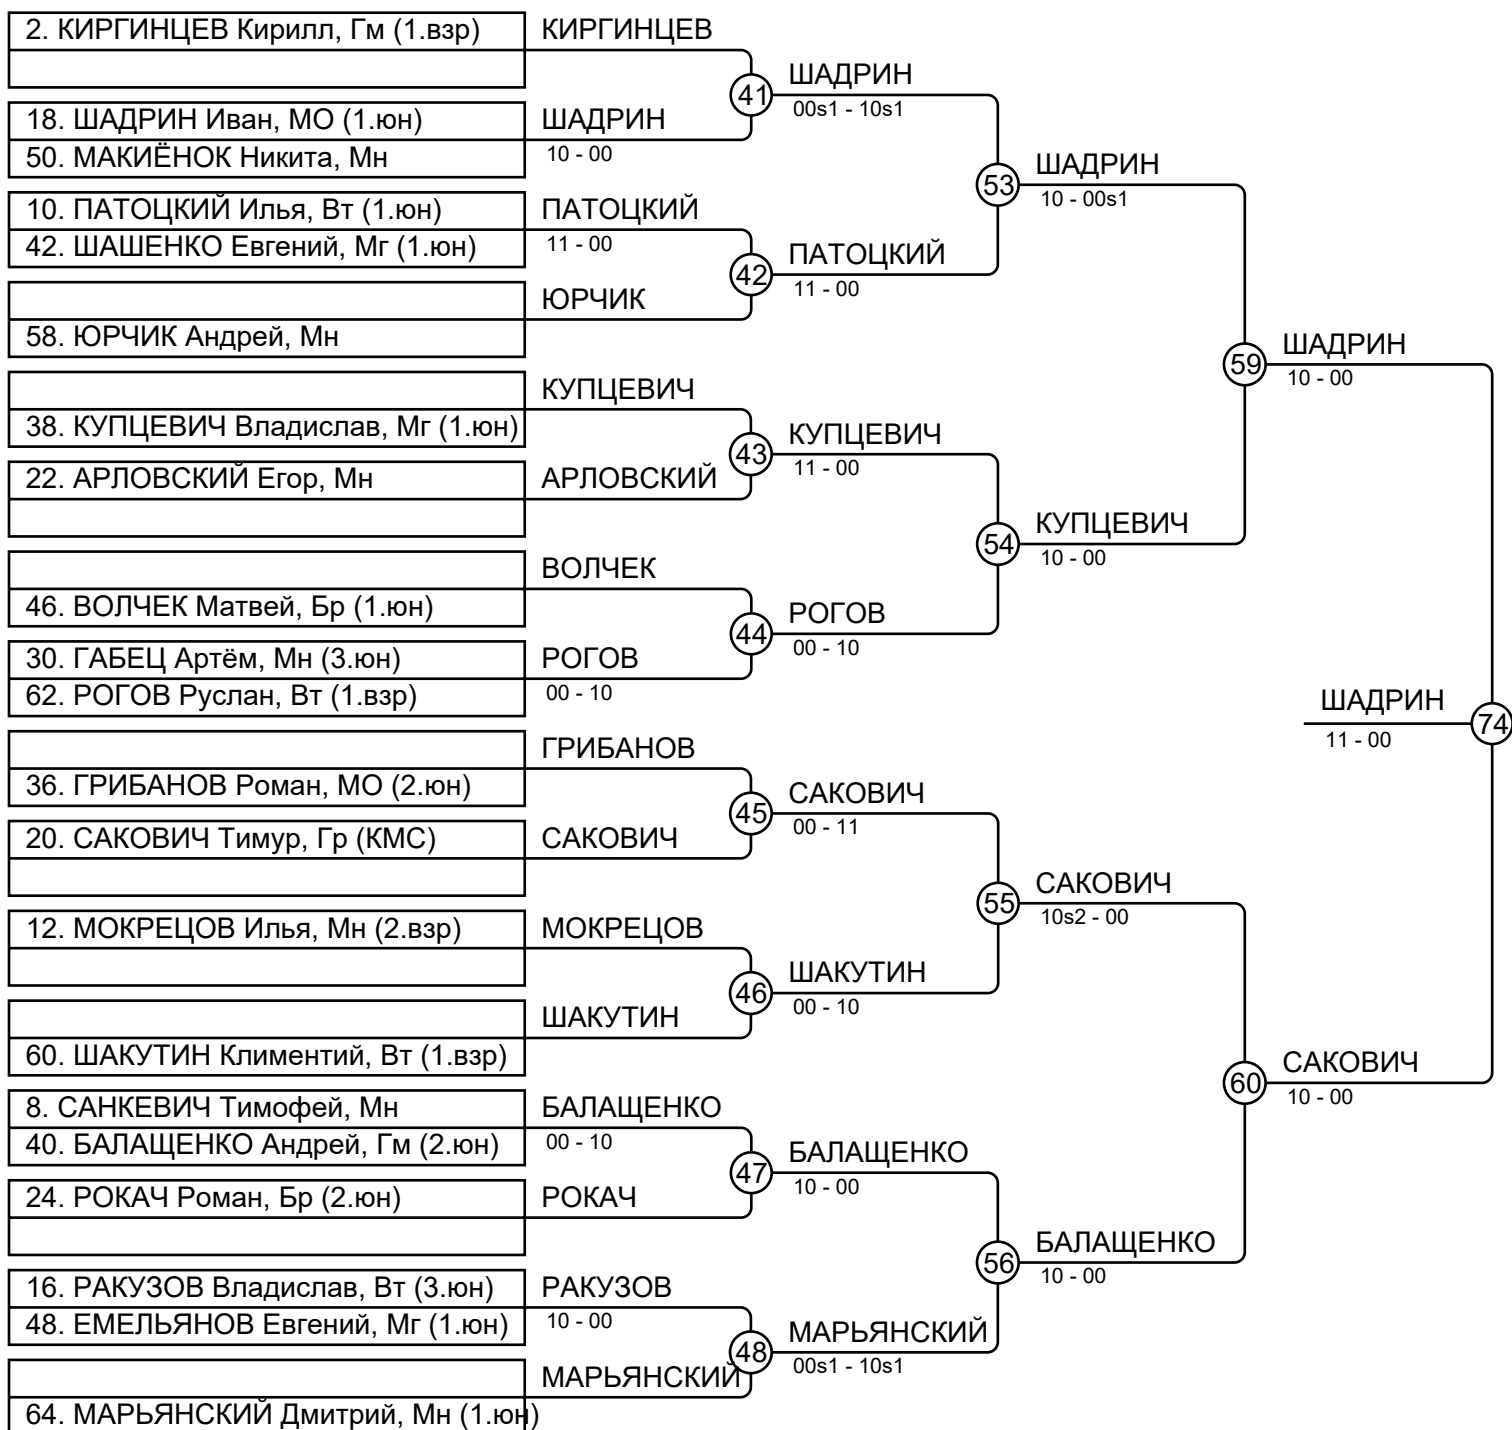 2. КИРГИНЦЕВ Кирилл, Гм (1.взр)
КИРГИНЦЕВ
ШАДРИН
41
00s1 - 10s1
18. ШАДРИН Иван, МО (1.юн)
ШАДРИН
50. МАКИЁНОК Никита, Мн
10 - 00
ШАДРИН
53
10 - 00s1
10. ПАТОЦКИЙ Илья, Вт (1.юн)
ПАТОЦКИЙ
42. ШАШЕНКО Евгений, Мг (1.юн)
11 - 00
ПАТОЦКИЙ
42
11 - 00
ЮРЧИК
58. ЮРЧИК Андрей, Мн
ШАДРИН
59
10 - 00
КУПЦЕВИЧ
38. КУПЦЕВИЧ Владислав, Мг (1.юн)
КУПЦЕВИЧ
43
11 - 00
22. АРЛОВСКИЙ Егор, Мн
АРЛОВСКИЙ
КУПЦЕВИЧ
54
10 - 00
ВОЛЧЕК
46. ВОЛЧЕК Матвей, Бр (1.юн)
РОГОВ
44
00 - 10
30. ГАБЕЦ Артём, Мн (3.юн)
РОГОВ
62. РОГОВ Руслан, Вт (1.взр)
00 - 10
ШАДРИН
74
11 - 00
ГРИБАНОВ
36. ГРИБАНОВ Роман, МО (2.юн)
САКОВИЧ
45
00 - 11
20. САКОВИЧ Тимур, Гр (КМС)
САКОВИЧ
САКОВИЧ
55
10s2 - 00
12. МОКРЕЦОВ Илья, Мн (2.взр)
МОКРЕЦОВ
ШАКУТИН
46
00 - 10
ШАКУТИН
60. ШАКУТИН Климентий, Вт (1.взр)
САКОВИЧ
60
10 - 00
8. САНКЕВИЧ Тимофей, Мн
БАЛАЩЕНКО
40. БАЛАЩЕНКО Андрей, Гм (2.юн)
00 - 10
БАЛАЩЕНКО
47
10 - 00
24. РОКАЧ Роман, Бр (2.юн)
РОКАЧ
БАЛАЩЕНКО
56
10 - 00
16. РАКУЗОВ Владислав, Вт (3.юн)
РАКУЗОВ
48. ЕМЕЛЬЯНОВ Евгений, Мг (1.юн)
10 - 00
МАРЬЯНСКИЙ
48
00s1 - 10s1
МАРЬЯНСКИЙ
64. МАРЬЯНСКИЙ Дмитрий, Мн (1.юн)